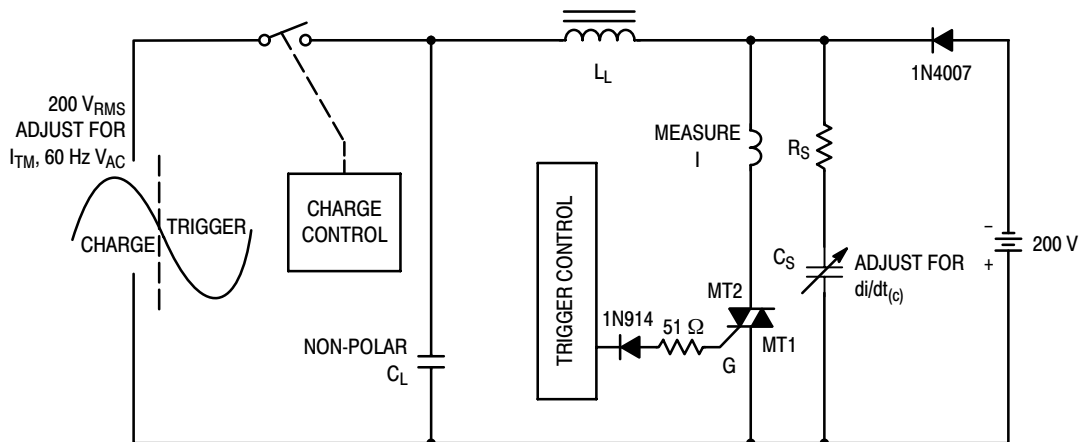 200 V_RMS
ADJUST FOR
I_TM, 60 Hz V_AC
CHARGE
TRIGGER
CHARGE
CONTROL
NON-POLAR
C_L
L_L
MEASURE
I
TRIGGER CONTROL
1N914
51 Ω
MT2
MT1
G
R_S
C_S
ADJUST FOR
di/dt_(c)
1N4007
–
+
200 V